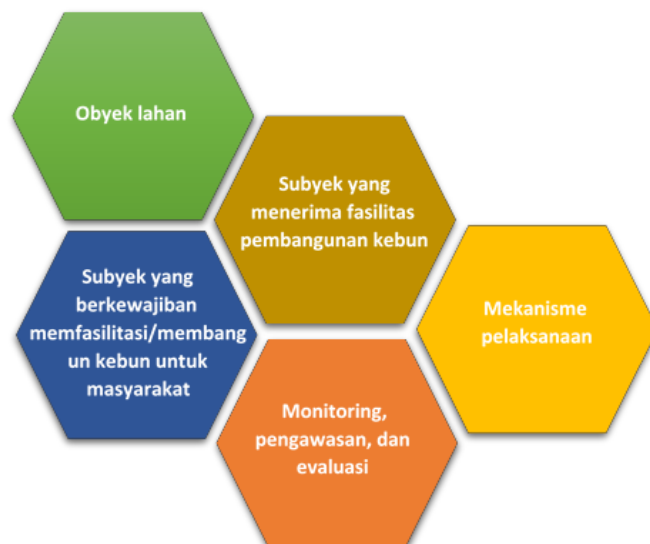 Obyek lahan
Subyek yang
menerima fasilitas
pembangunan kebun
Subyek yang
berkewajiban
memfasilitasi/membang
un kebun untuk
masyarakat
Mekanisme
pelaksanaan
Monitoring,
pengawasan, dan
evaluasi